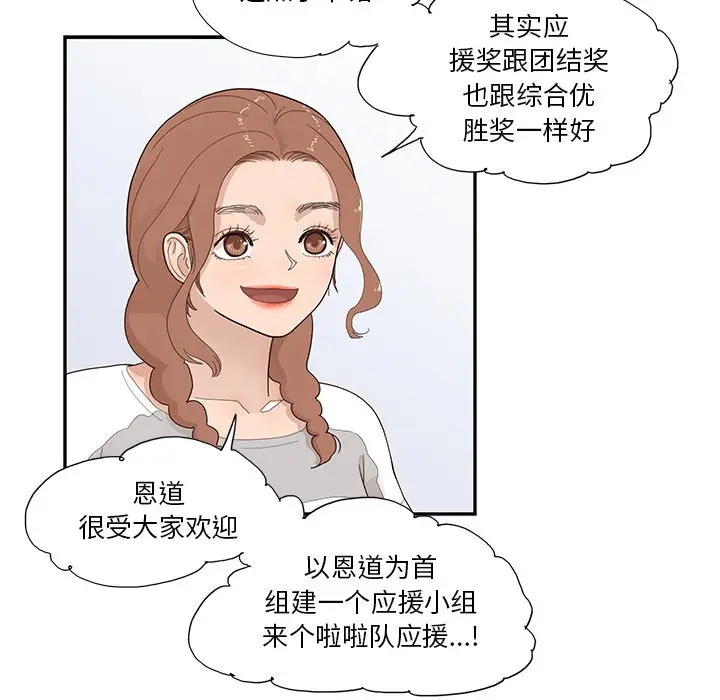 其实应
援奖跟团结奖
也跟综合优
胜奖一样好
恩道
很受大家欢迎
以恩道为首
组建一个应援小组
来个啦啦队应援...!